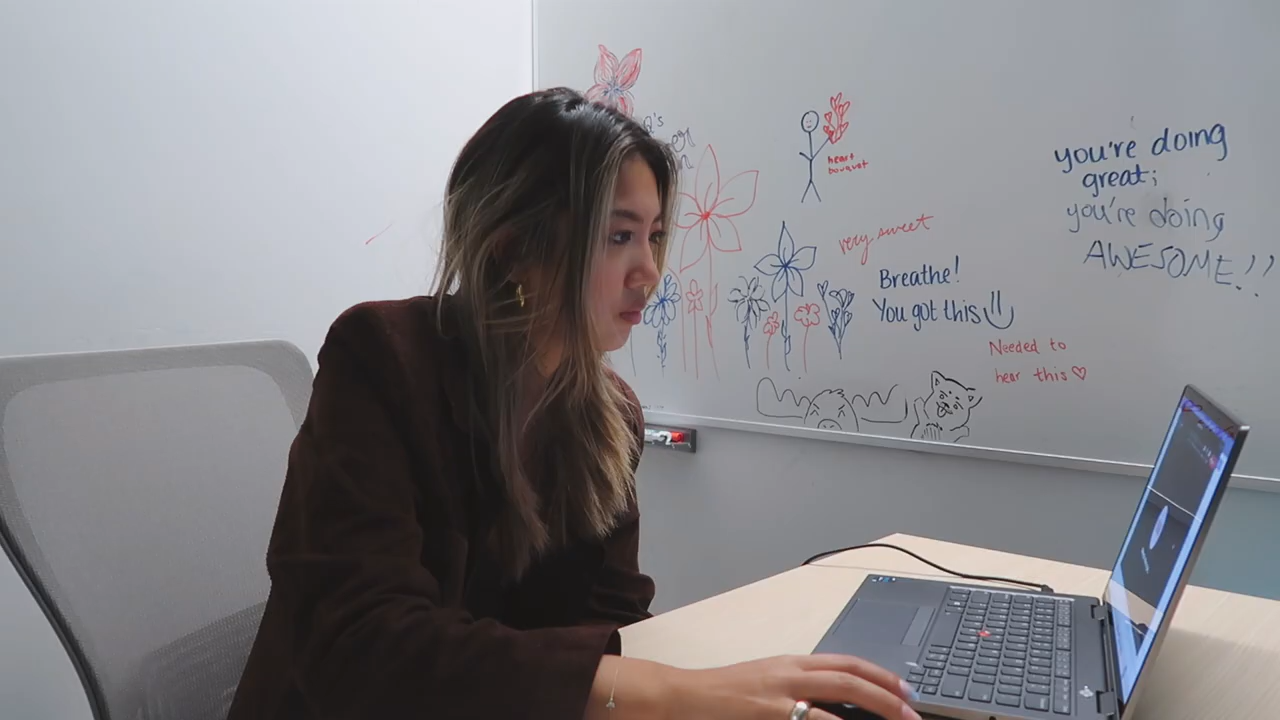 heart
bouquet
very sweet
Breathe!
You got this
Needed to
hear this
you're doing
great;
you're doing
AWESOME!!